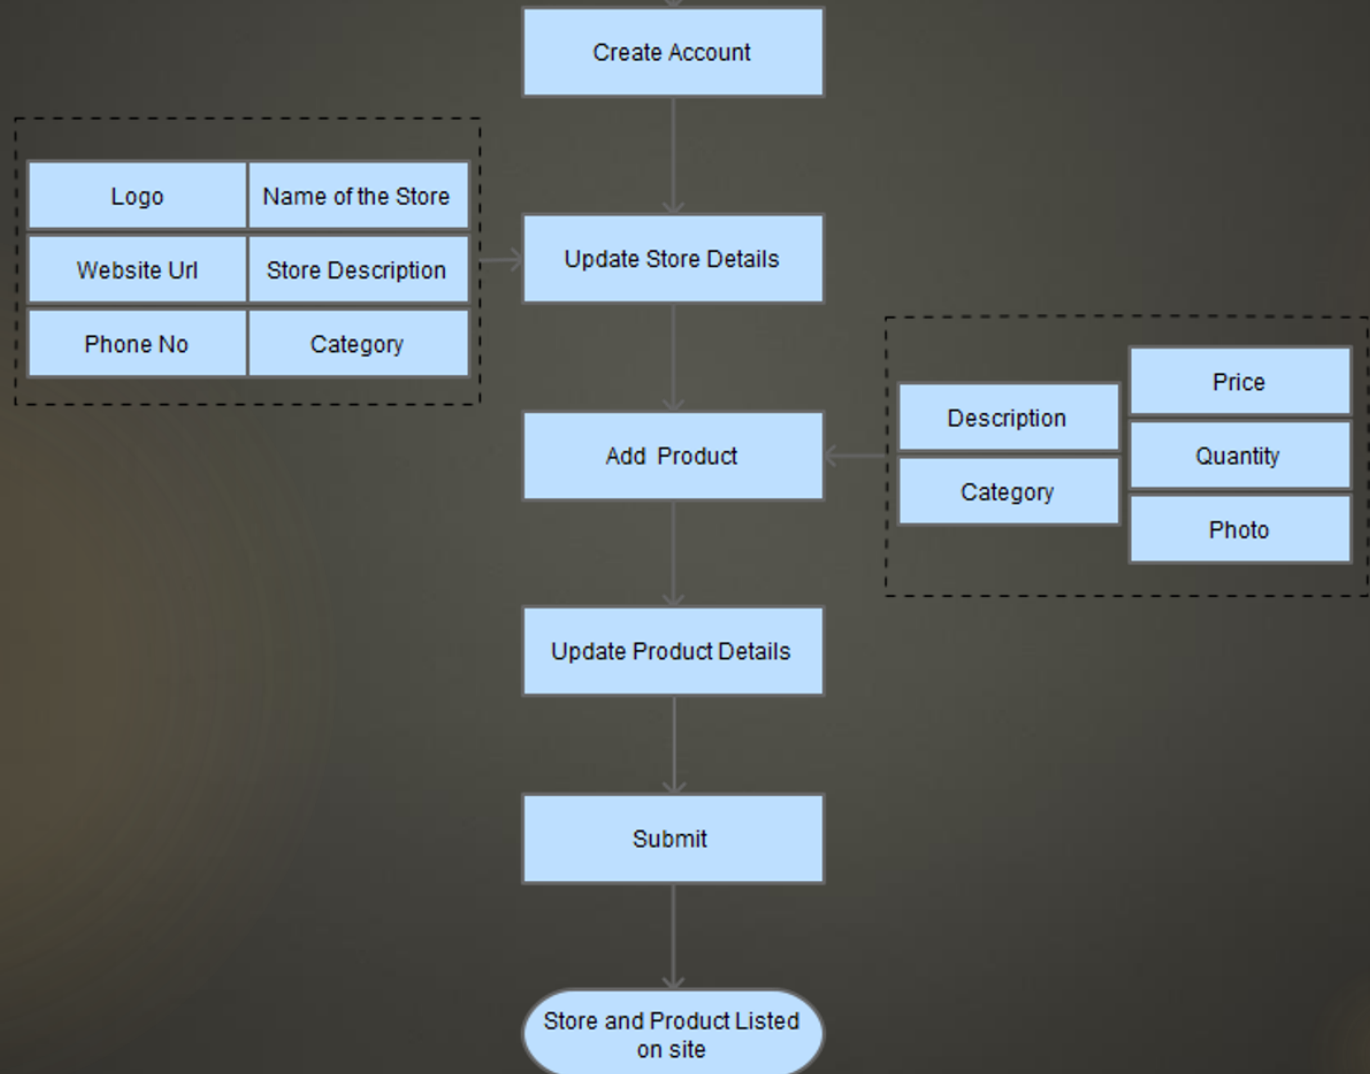 Create Account
Logo
Name of the Store
Website Url
Store Description
Phone No
Category
Update Store Details
Add Product
Description
Category
Price
Quantity
Photo
Update Product Details
Submit
Store and Product Listed
on site